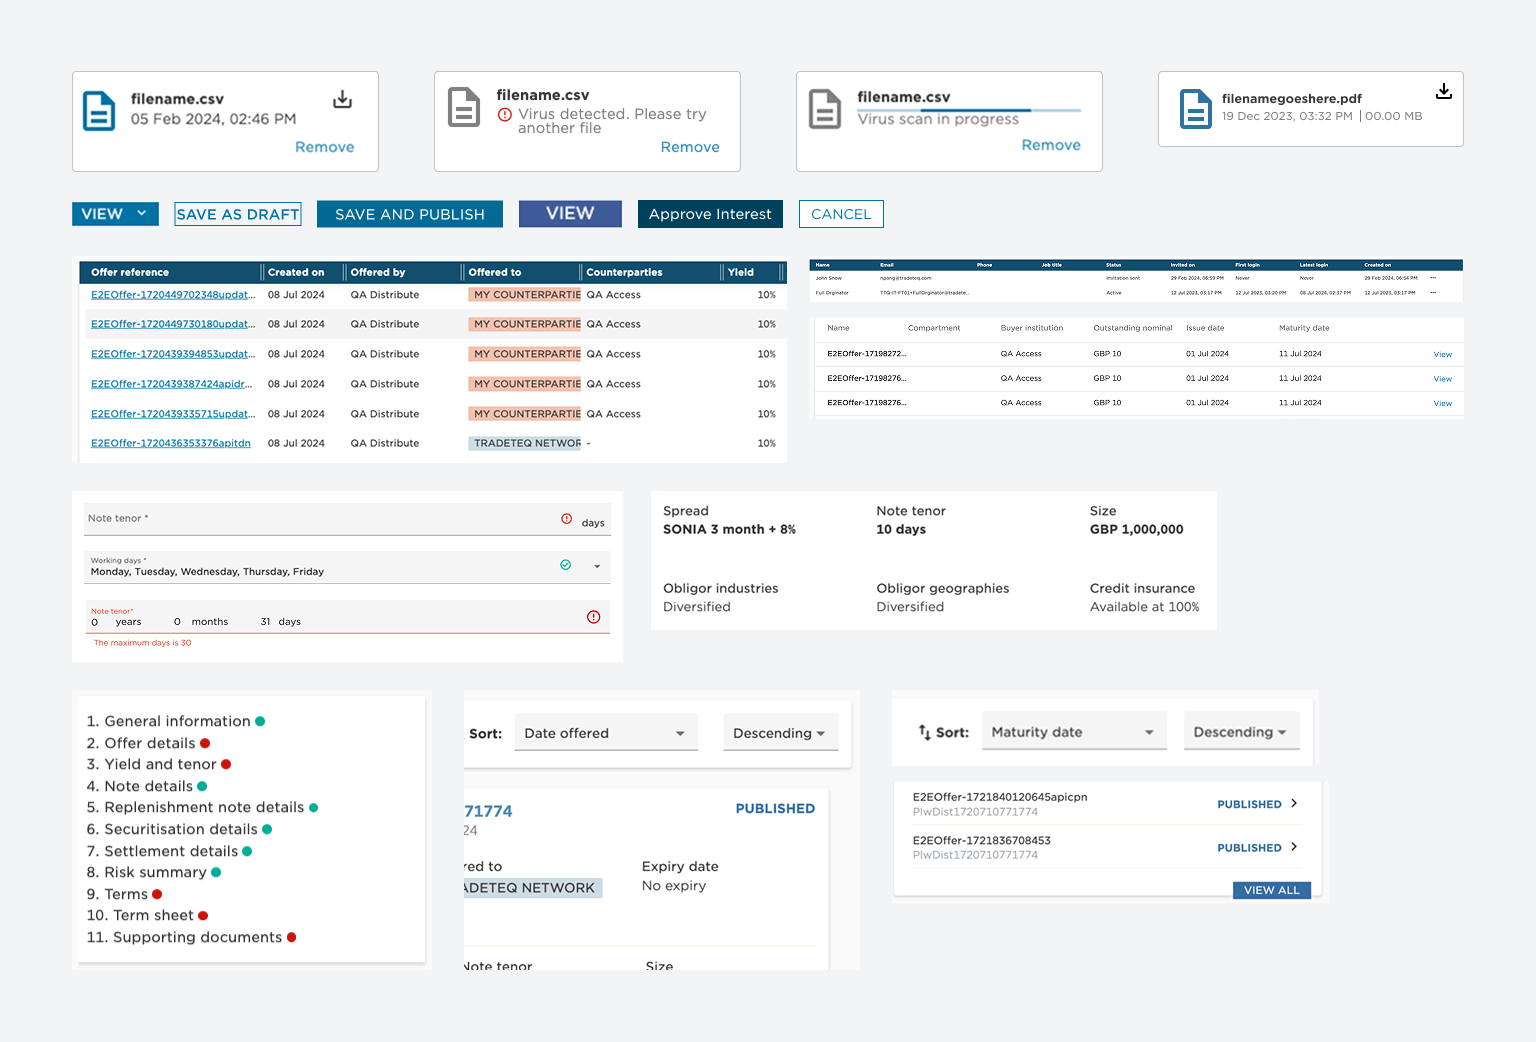 filename.csv
05 Feb 2024, 02:46 PM
Remove
filename.csv
Virus detected. Please try
another file
Remove
filename.csv
Virus scan in progress
Remove
filenamegoeshere.pdf
19 Dec 2023, 03:32 PM | 00.00 MB
VIEW
SAVE AS DRAFT
SAVE AND PUBLISH
VIEW
Approve Interest
CANCEL
Offer reference Created on Offered by Offered to Counterparties Yield
E2EOffer-1720449702348updat... 08 Jul 2024 QA Distribute MY COUNTERPARTIE QA Access 10%
E2EOffer-1720449730180updat... 08 Jul 2024 QA Distribute MY COUNTERPARTIE QA Access 10%
E2EOffer-1720439394853updat... 08 Jul 2024 QA Distribute MY COUNTERPARTIE QA Access 10%
E2EOffer-1720439387424apidr... 08 Jul 2024 QA Distribute MY COUNTERPARTIE QA Access 10%
E2EOffer-1720439335715updat... 08 Jul 2024 QA Distribute MY COUNTERPARTIE QA Access 10%
E2EOffer-1720436353376apitdn 08 Jul 2024 QA Distribute TRADETEQ NETWOR - 10%
Name Email Phone Job title Status Invited on First login Latest login Created on
John Snow npang@tradeteq.com Invitation sent 29 Feb 2024, 06:59 PM Never Never 29 Feb 2024, 06:54 PM ...
Full Orginator TTQ-IT-FT01+FullOrginator@tradete... Active 12 Jul 2023, 03:17 PM 12 Jul 2023, 03:20 PM 08 Jul 2024, 02:37 PM 12 Jul 2023, 03:17 PM ...
Name Compartment Buyer institution Outstanding nominal Issue date Maturity date
E2EOffer-17198272... QA Access GBP 10 01 Jul 2024 11 Jul 2024 View
E2EOffer-17198276... QA Access GBP 10 01 Jul 2024 11 Jul 2024 View
E2EOffer-17198276... QA Access GBP 10 01 Jul 2024 11 Jul 2024 View
Note tenor * days
Working days *
Monday, Tuesday, Wednesday, Thursday, Friday
Note tenor*
0 years 0 months 31 days
The maximum days is 30
Spread Note tenor Size
SONIA 3 month + 8% 10 days GBP 1,000,000
Obligor industries Obligor geographies Credit insurance
Diversified Diversified Available at 100%
1. General information
2. Offer details
3. Yield and tenor
4. Note details
5. Replenishment note details
6. Securitisation details
7. Settlement details
8. Risk summary
9. Terms
10. Term sheet
11. Supporting documents
Sort: Date offered Descending
71774 PUBLISHED
24
red to Expiry date
ADETEQ NETWORK No expiry
Note tenor Size
Sort: Maturity date Descending
E2EOffer-1721840120645apicpn
PlwDist1720710771774 PUBLISHED
E2EOffer-1721836708453
PlwDist1720710771774 PUBLISHED
VIEW ALL